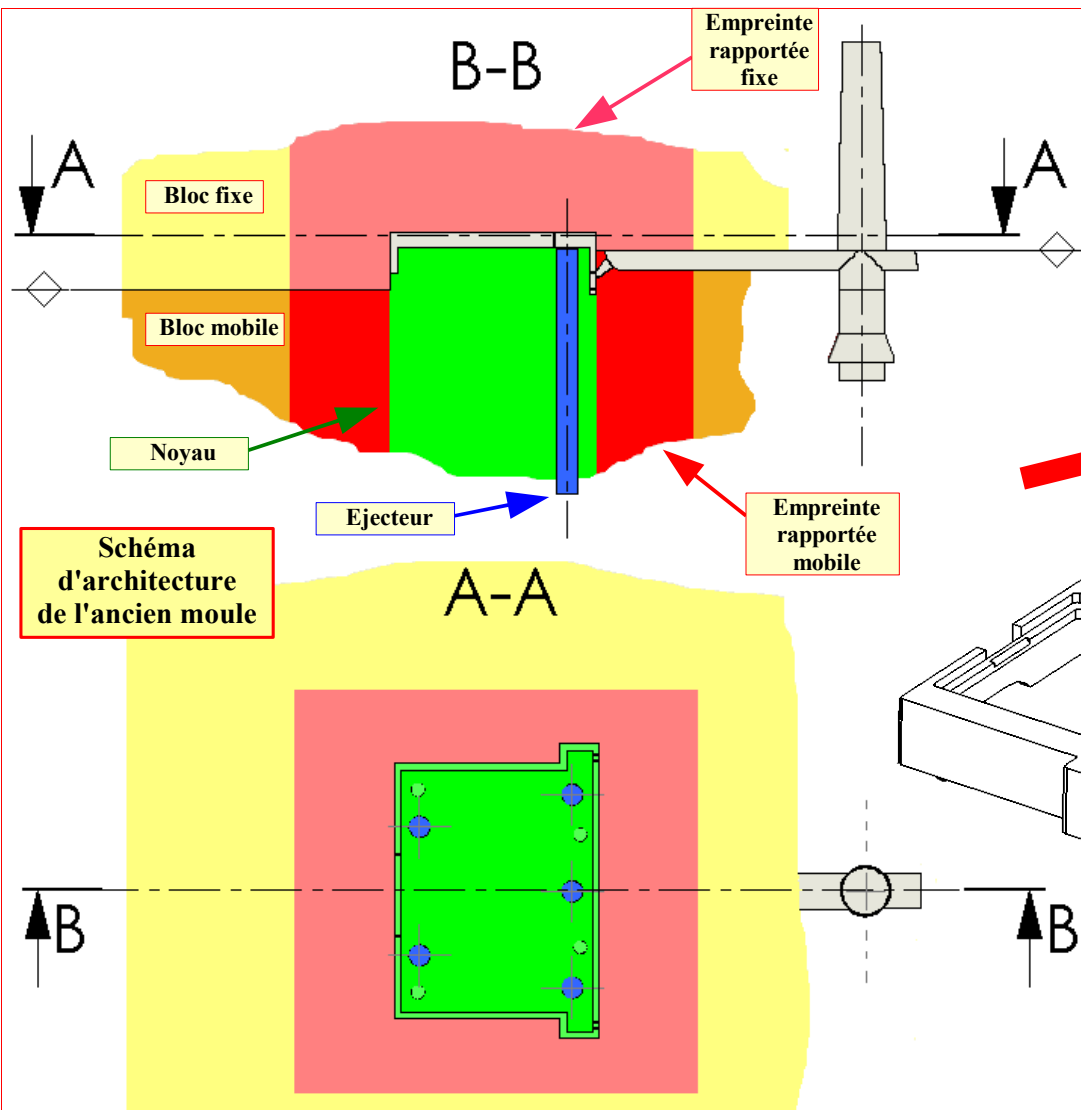 Empreinte
rapportée
fixe
B-B
A
A
Bloc fixe
Bloc mobile
Noyau
Ejecteur
Empreinte
rapportée
mobile
Schéma
d'architecture
de l'ancien moule
A-A
B
B